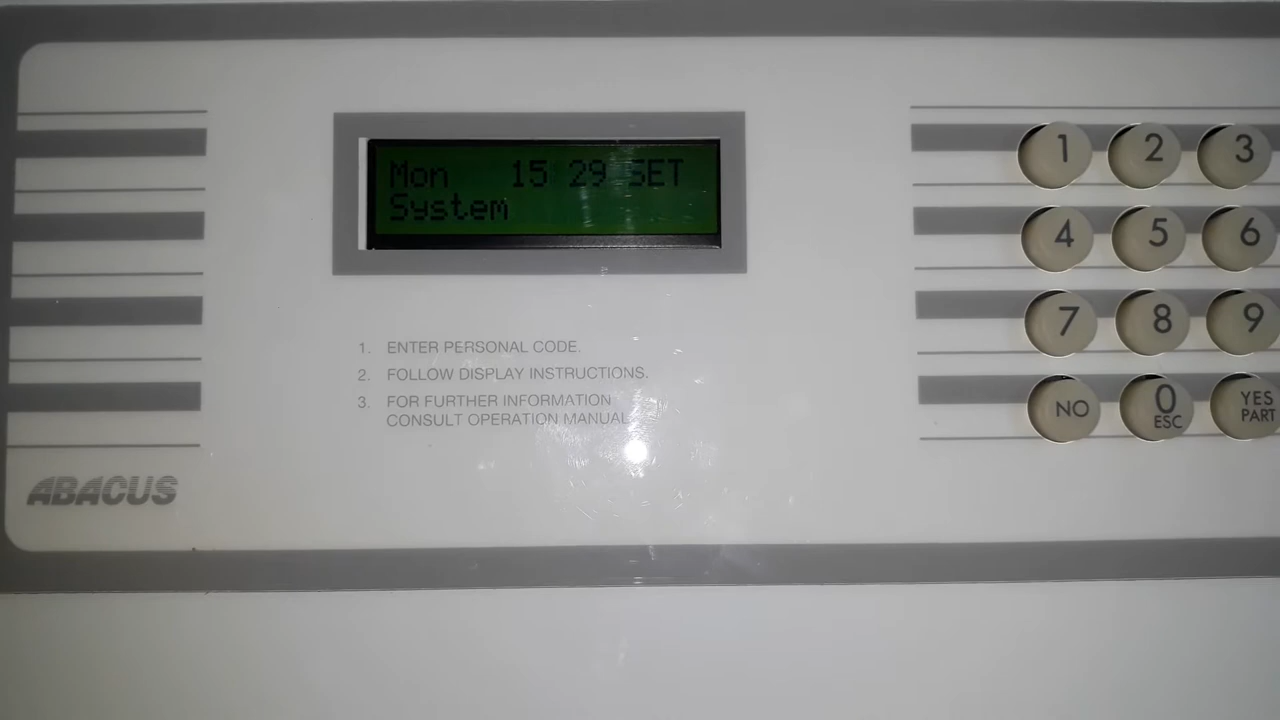 Mon 15 29 SET
System
1. ENTER PERSONAL CODE.
2. FOLLOW DISPLAY INSTRUCTIONS.
3. FOR FURTHER INFORMATION
CONSULT OPERATION MANUAL
ABACUS
1 2 3
4 5 6
7 8 9
NO 0 ESC YES PART